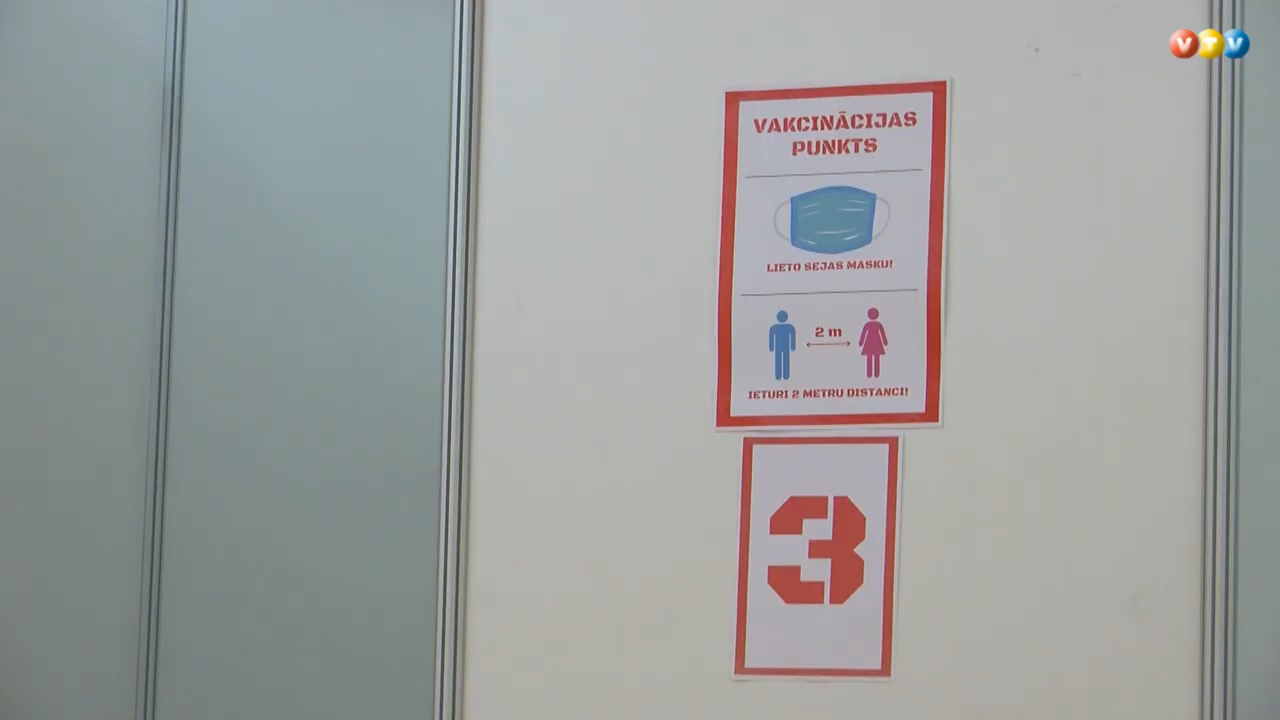 VTV
VAKCINĀCIJAS
PUNKTS
LIETO SEJAS MASKU!
2 m
IETURI 2 METRU DISTANCI!
3